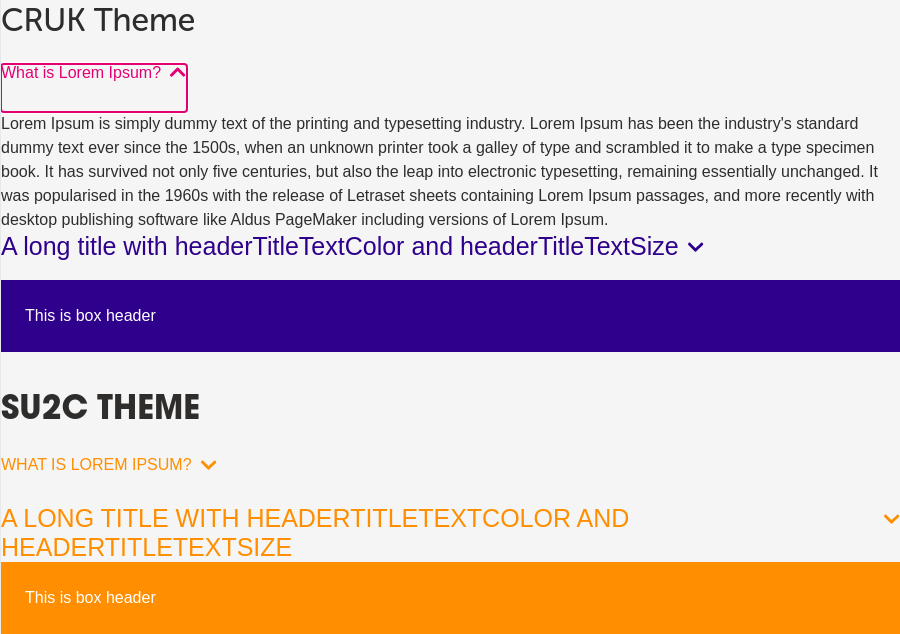 CRUK Theme
What is Lorem Ipsum?
Lorem Ipsum is simply dummy text of the printing and typesetting industry. Lorem Ipsum has been the industry's standard
dummy text ever since the 1500s, when an unknown printer took a galley of type and scrambled it to make a type specimen
book. It has survived not only five centuries, but also the leap into electronic typesetting, remaining essentially unchanged. It
was popularised in the 1960s with the release of Letraset sheets containing Lorem Ipsum passages, and more recently with
desktop publishing software like Aldus PageMaker including versions of Lorem Ipsum.
A long title with headerTitleTextColor and headerTitleTextSize
This is box header
SU2C THEME
WHAT IS LOREM IPSUM?
A LONG TITLE WITH HEADERTITLETEXTCOLOR AND
HEADERTITLETEXTSIZE
This is box header